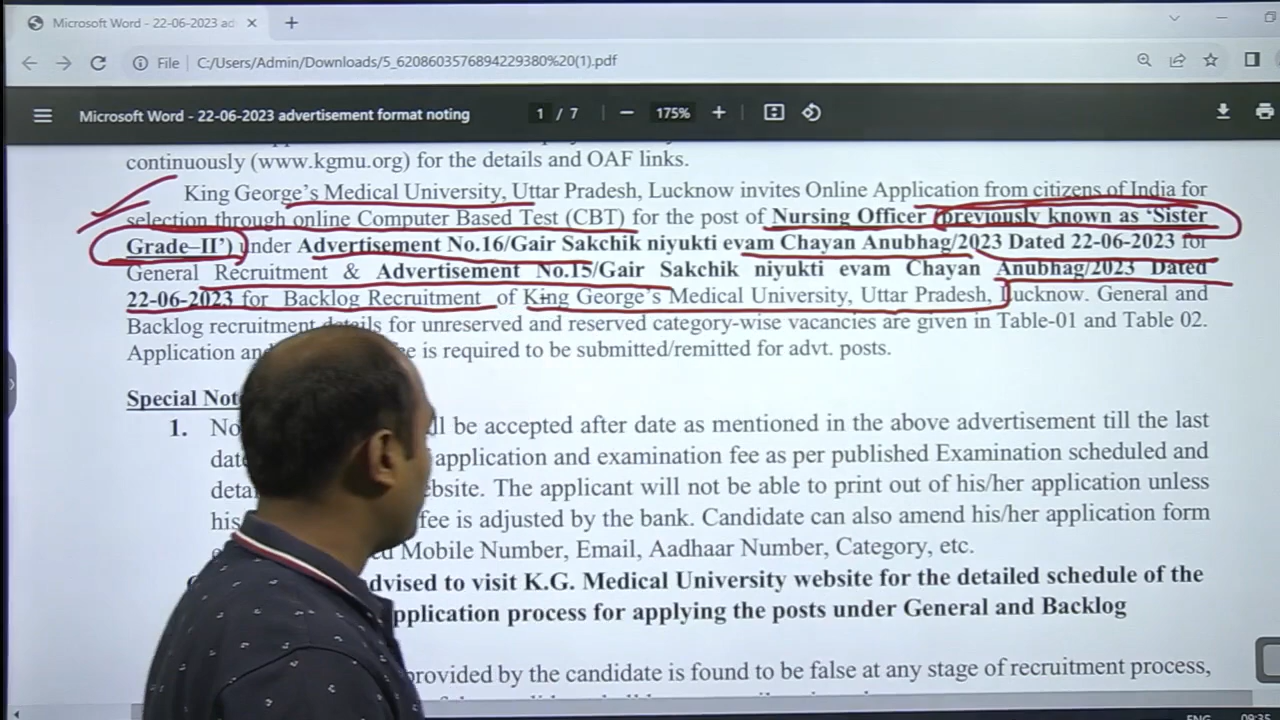 Microsoft Word - 22-06-2023 ad
File C:/Users/Admin/Downloads/5_6208603576894229380%20(1).pdf
Microsoft Word - 22-06-2023 advertisement format noting 1 / 7 175%
continuously (www.kgmu.org) for the details and OAF links.
King George's Medical University, Uttar Pradesh, Lucknow invites Online Application from citizens of India for
selection through online Computer Based Test (CBT) for the post of Nursing Officer (previously known as 'Sister
Grade–II') under Advertisement No.16/Gair Sakchik niyukti evam Chayan Anubhag/2023 Dated 22-06-2023 for
General Recruitment & Advertisement No.15/Gair Sakchik niyukti evam Chayan Anubhag/2023 Dated
22-06-2023 for Backlog Recruitment of King George's Medical University, Uttar Pradesh, Lucknow. General and
Backlog recruitment details for unreserved and reserved category-wise vacancies are given in Table-01 and Table 02.
Application and is required to be submitted/remitted for advt. posts.
Special Not
1. No ll be accepted after date as mentioned in the above advertisement till the last
date application and examination fee as per published Examination scheduled and
deta ebsite. The applicant will not be able to print out of his/her application unless
his fee is adjusted by the bank. Candidate can also amend his/her application form
Mobile Number, Email, Aadhaar Number, Category, etc.
dvised to visit K.G. Medical University website for the detailed schedule of the
pplication process for applying the posts under General and Backlog
provided by the candidate is found to be false at any stage of recruitment process,
ENG 09:35